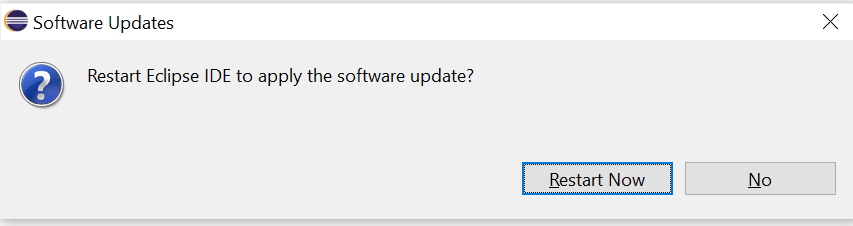 Software Updates
Restart Eclipse IDE to apply the software update?
Restart Now
No